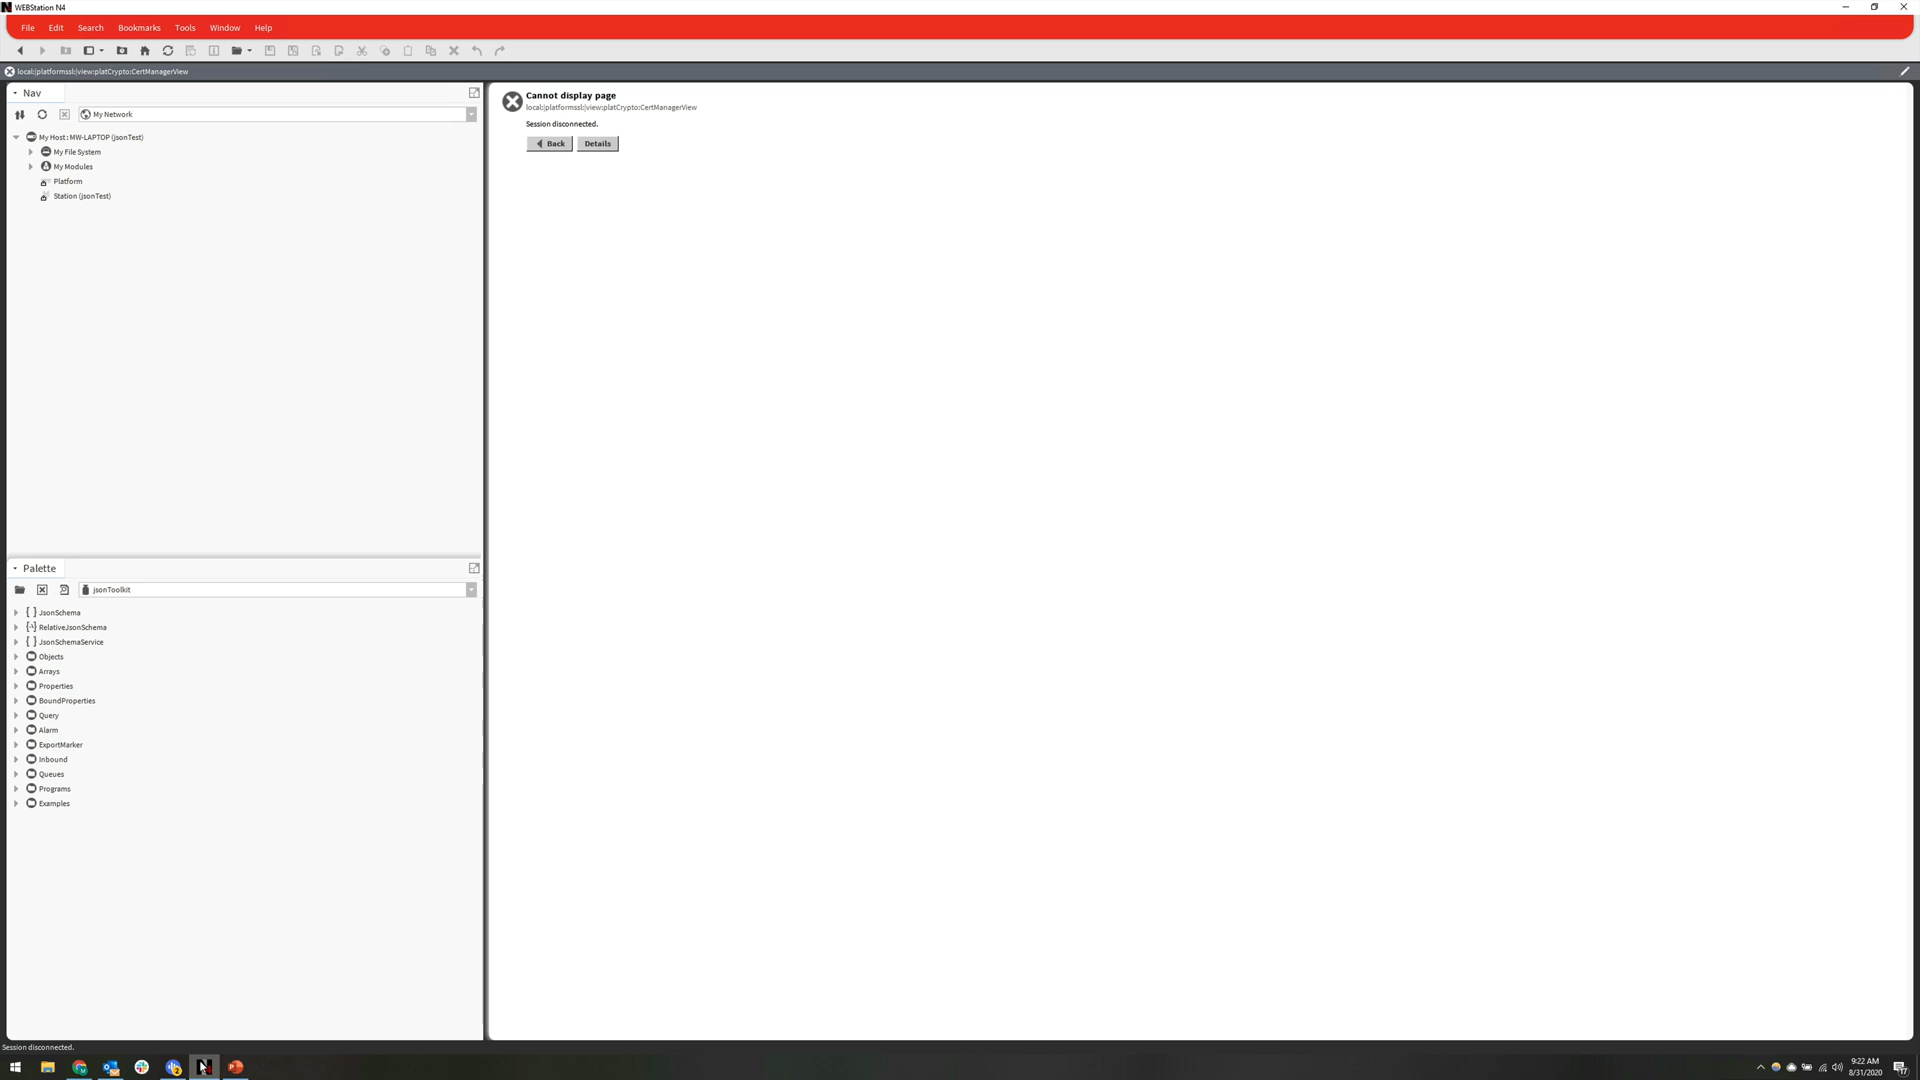 WEBStation N4
File Edit Search Bookmarks Tools Window Help
local:|platformssl:|view:platCrypto:CertManagerView
Nav
My Network
My Host : MW-LAPTOP (jsonTest)
My File System
My Modules
Platform
Station (jsonTest)
Cannot display page
local:|platformssl:|view:platCrypto:CertManagerView
Session disconnected.
Back Details
Palette
jsonToolkit
JsonSchema
RelativeJsonSchema
JsonSchemaService
Objects
Arrays
Properties
BoundProperties
Query
Alarm
ExportMarker
Inbound
Queues
Programs
Examples
Session disconnected.
9:22 AM
8/31/2020